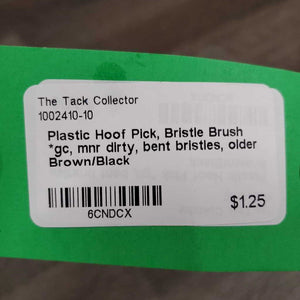 The Tack Collector
1002410-10
Plastic Hoof Pick, Bristle Brush
*gc, mnr dirty, bent bristles, older
Brown/Black
6CNDCX
$1.25